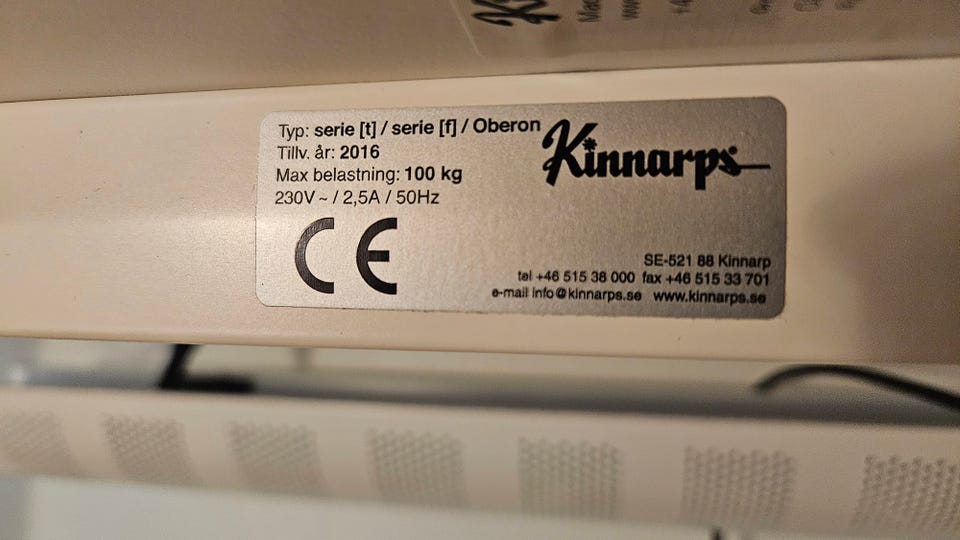 Typ: serie [t] / serie [f] / Oberon
Tillv. år: 2016
Max belastning: 100 kg
230V ~ / 2,5A / 50Hz
CE
Kinnarps
SE-521 88 Kinnarp
tel +46 515 38 000 fax +46 515 33 701
e-mail info@kinnarps.se www.kinnarps.se